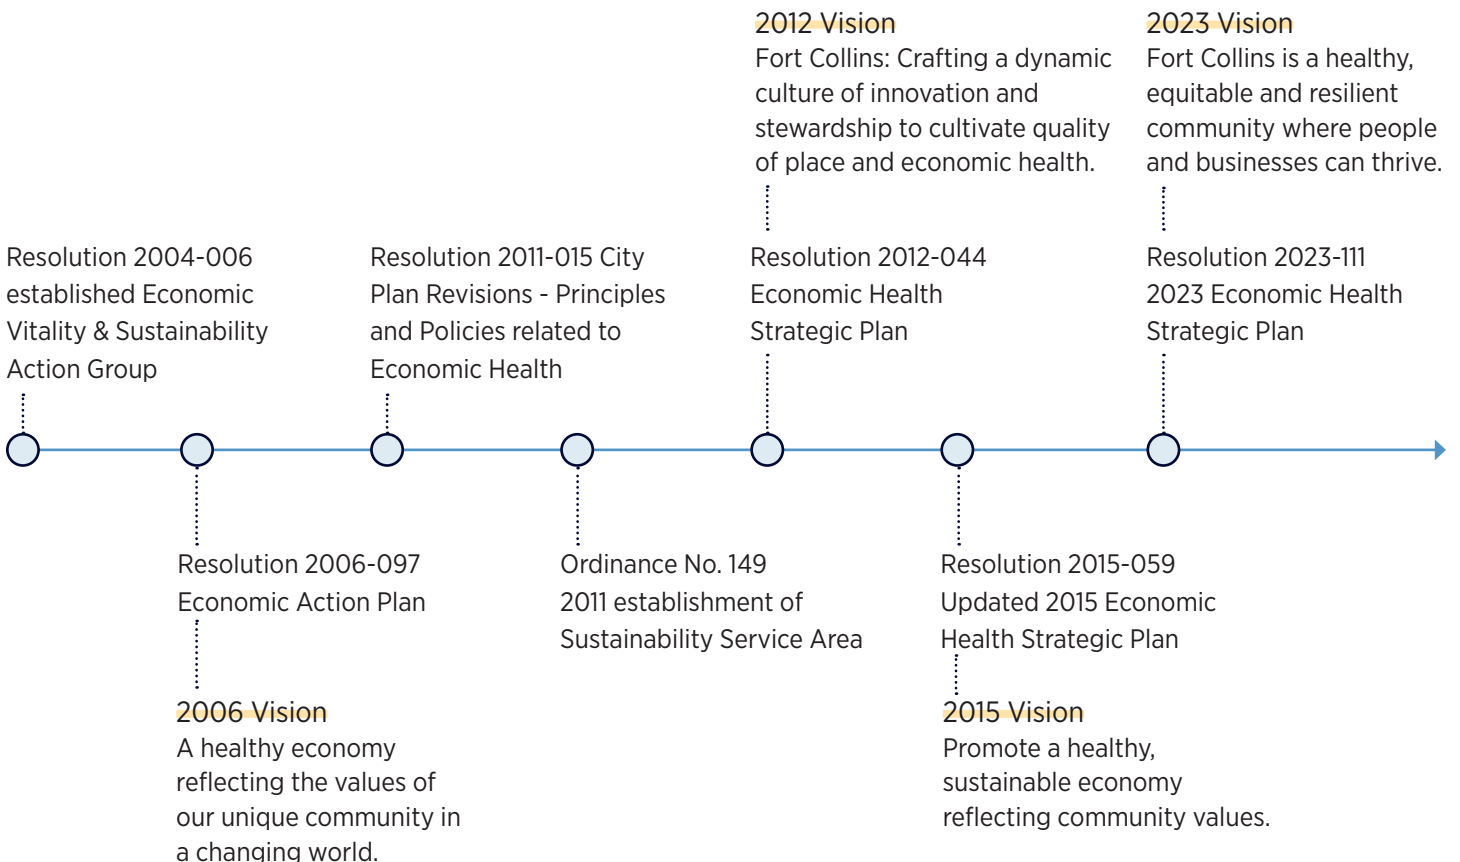 2012 Vision
Fort Collins: Crafting a dynamic
culture of innovation and
stewardship to cultivate quality
of place and economic health.
2023 Vision
Fort Collins is a healthy,
equitable and resilient
community where people
and businesses can thrive.
Resolution 2004-006
established Economic
Vitality & Sustainability
Action Group
Resolution 2011-015 City
Plan Revisions - Principles
and Policies related to
Economic Health
Resolution 2012-044
Economic Health
Strategic Plan
Resolution 2023-111
2023 Economic Health
Strategic Plan
Resolution 2006-097
Economic Action Plan
Ordinance No. 149
2011 establishment of
Sustainability Service Area
Resolution 2015-059
Updated 2015 Economic
Health Strategic Plan
2006 Vision
A healthy economy
reflecting the values of
our unique community in
a changing world.
2015 Vision
Promote a healthy,
sustainable economy
reflecting community values.